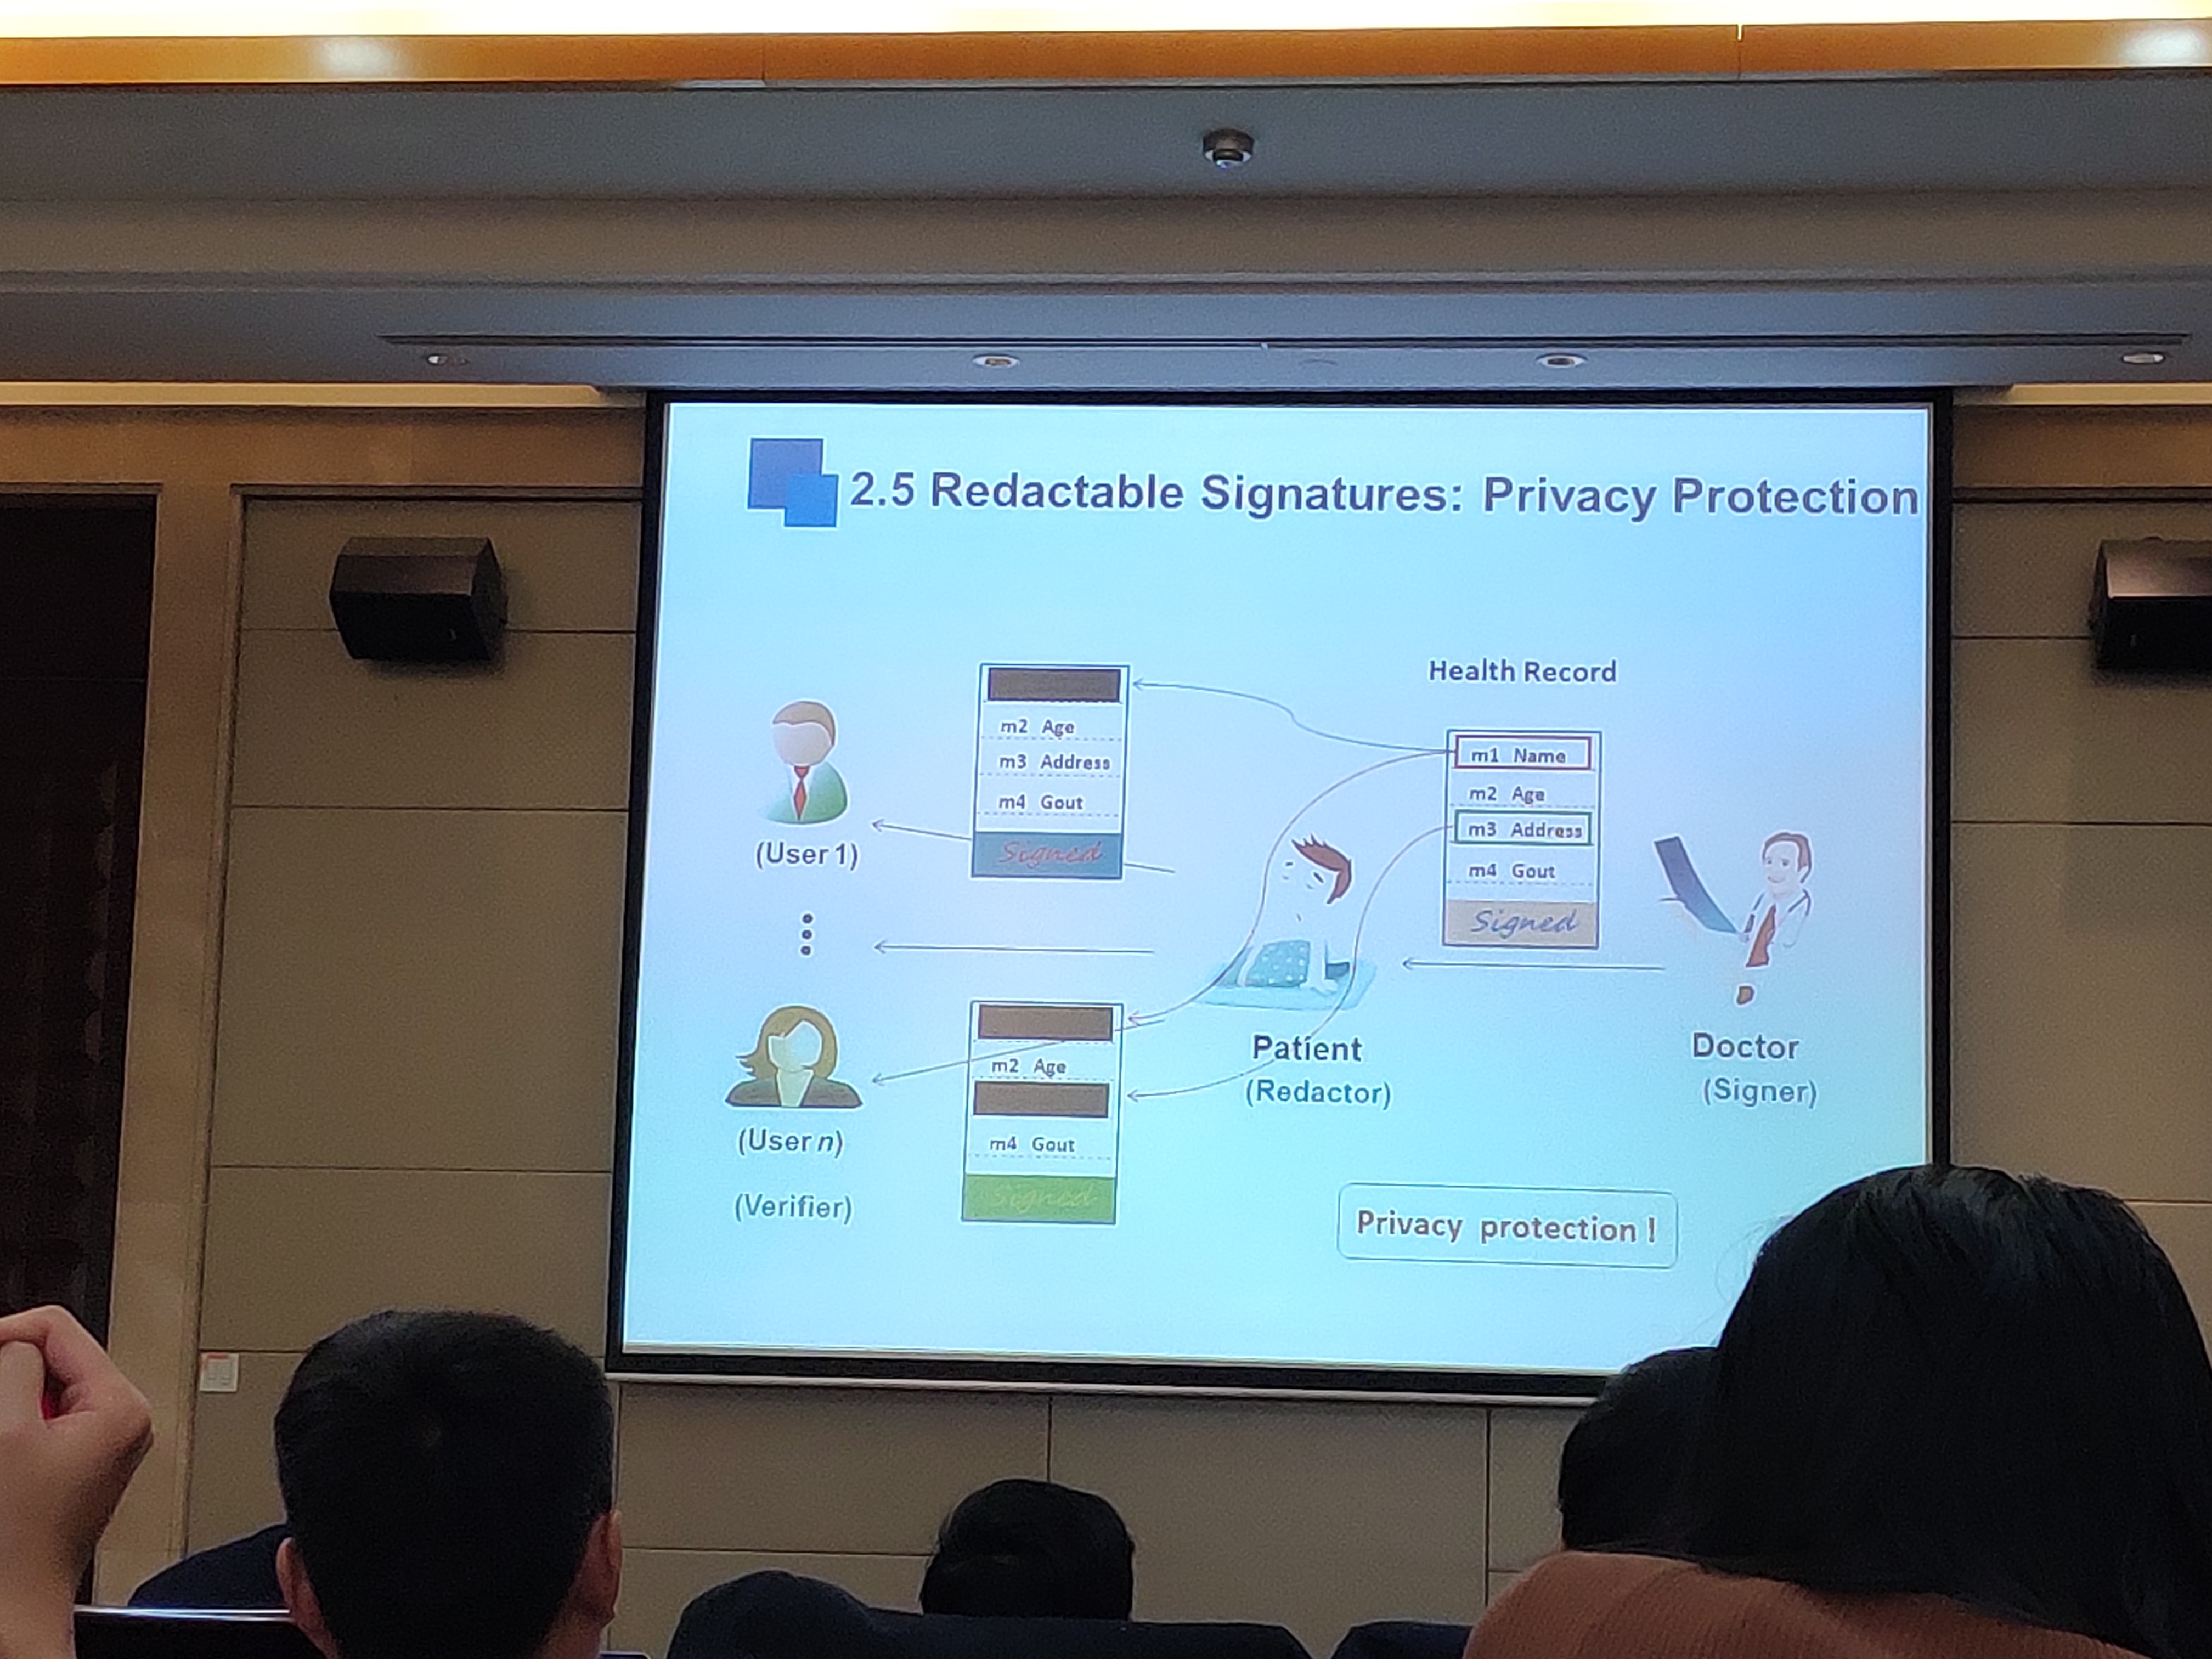 2.5 Redactable Signatures: Privacy Protection
Health Record
m1 Name
m2 Age
m3 Address
m4 Gout
Signed
m2 Age
m3 Address
m4 Gout
Signed
(User 1)
m2 Age
m4 Gout
Signed
(User n)
(Verifier)
Patient
(Redactor)
Doctor
(Signer)
Privacy protection !